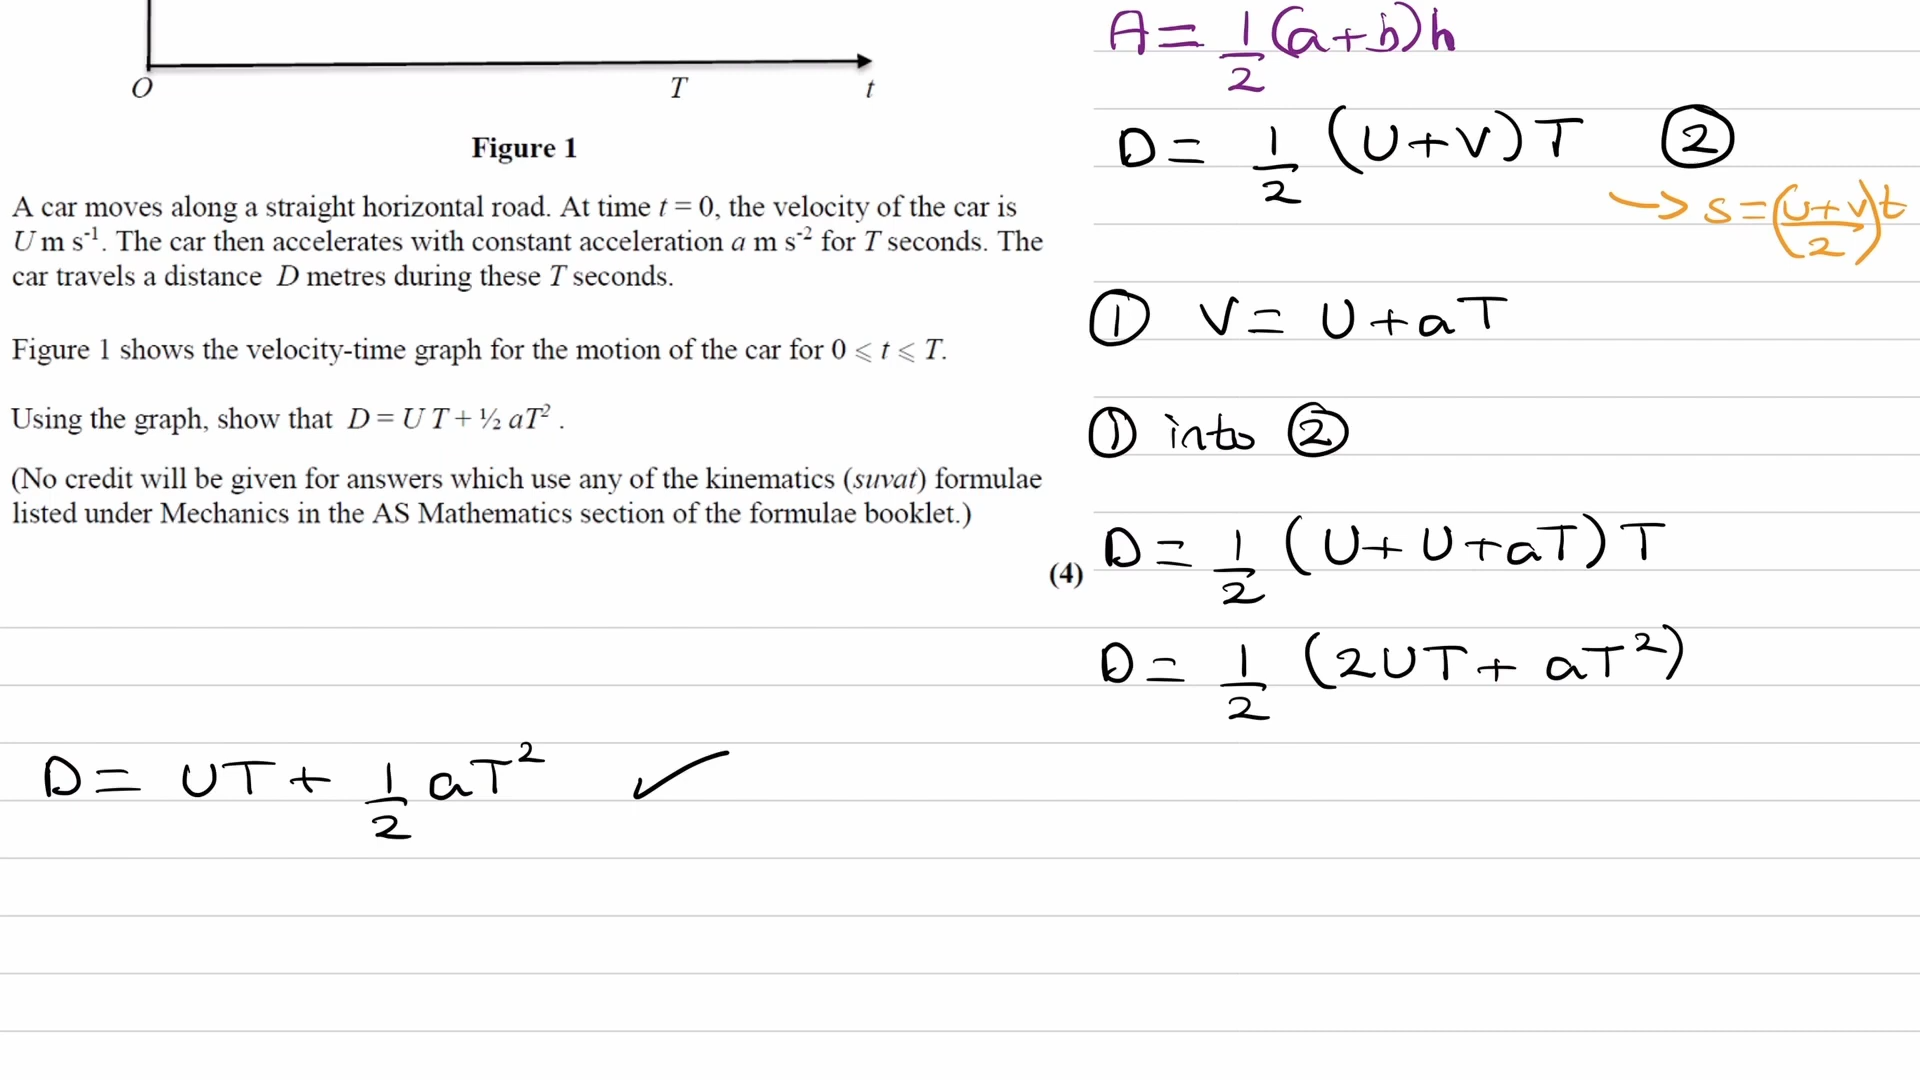 O T t
Figure 1
A car moves along a straight horizontal road. At time t = 0, the velocity of the car is
U m s⁻¹. The car then accelerates with constant acceleration a m s⁻² for T seconds. The
car travels a distance D metres during these T seconds.
Figure 1 shows the velocity-time graph for the motion of the car for 0 ⩽ t ⩽ T.
Using the graph, show that D = U T + ½ aT² .
(No credit will be given for answers which use any of the kinematics (suvat) formulae
listed under Mechanics in the AS Mathematics section of the formulae booklet.)
(4)
D = UT + 1/2 aT² ✓
A = 1/2 (a+b)h
D = 1/2 (U+V)T ②
→ s = ((U+V)/2)t
① V = U + aT
① into ②
D = 1/2 (U + U + aT)T
D = 1/2 (2UT + aT²)